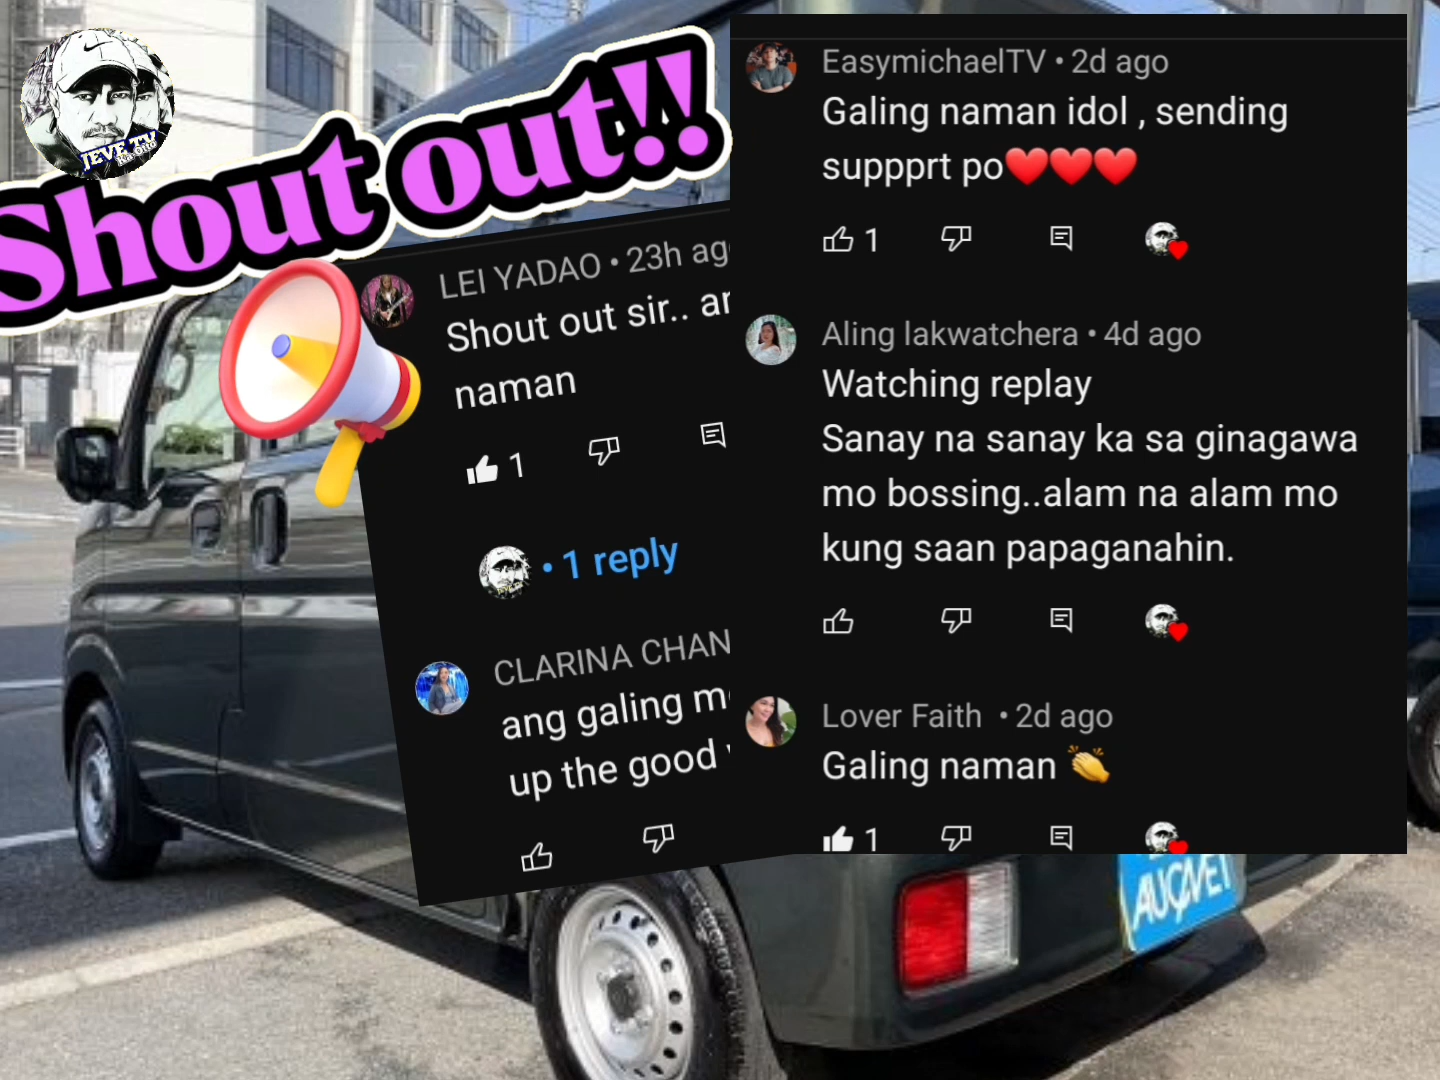 JEVE TV
Shout out!!
LEI YADAO • 23h ag
Shout out sir.. ar
naman
1
• 1 reply
CLARINA CHAN
ang galing m
up the good
EasymichaelTV • 2d ago
Galing naman idol , sending
suppprt po❤️❤️❤️
1
Aling lakwatchera • 4d ago
Watching replay
Sanay na sanay ka sa ginagawa
mo bossing..alam na alam mo
kung saan papaganahin.
Lover Faith • 2d ago
Galing naman 👏
1
AUCNET